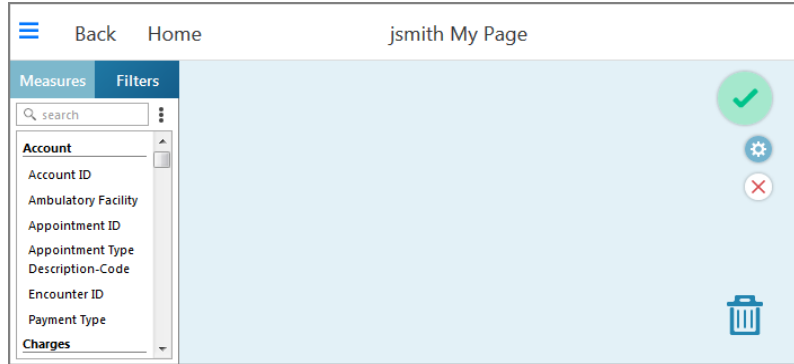 Back Home jsmith My Page
Measures Filters
search
Account
Account ID
Ambulatory Facility
Appointment ID
Appointment Type
Description-Code
Encounter ID
Payment Type
Charges